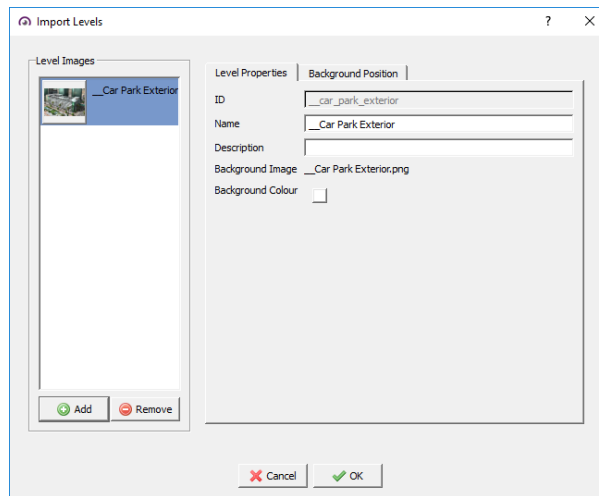 Import Levels
?
Level Images
__Car Park Exterior
Add
Remove
Level Properties
Background Position
ID
__car_park_exterior
Name
__Car Park Exterior
Description
Background Image
__Car Park Exterior.png
Background Colour
Cancel
OK